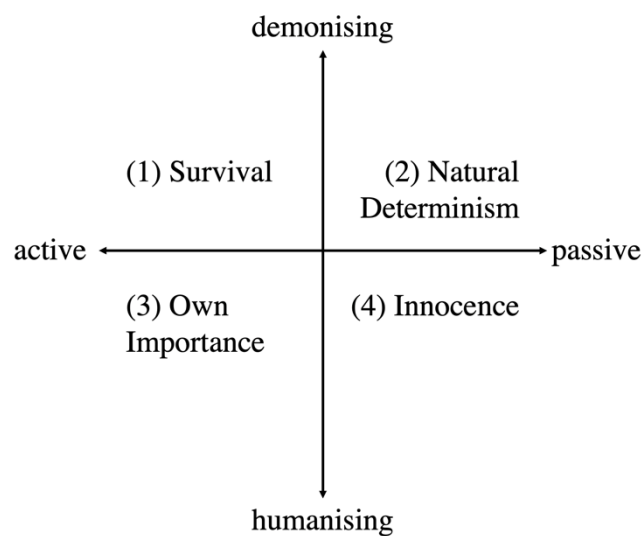 demonising
(1) Survival
(2) Natural
Determinism
active
passive
(3) Own
Importance
(4) Innocence
humanising